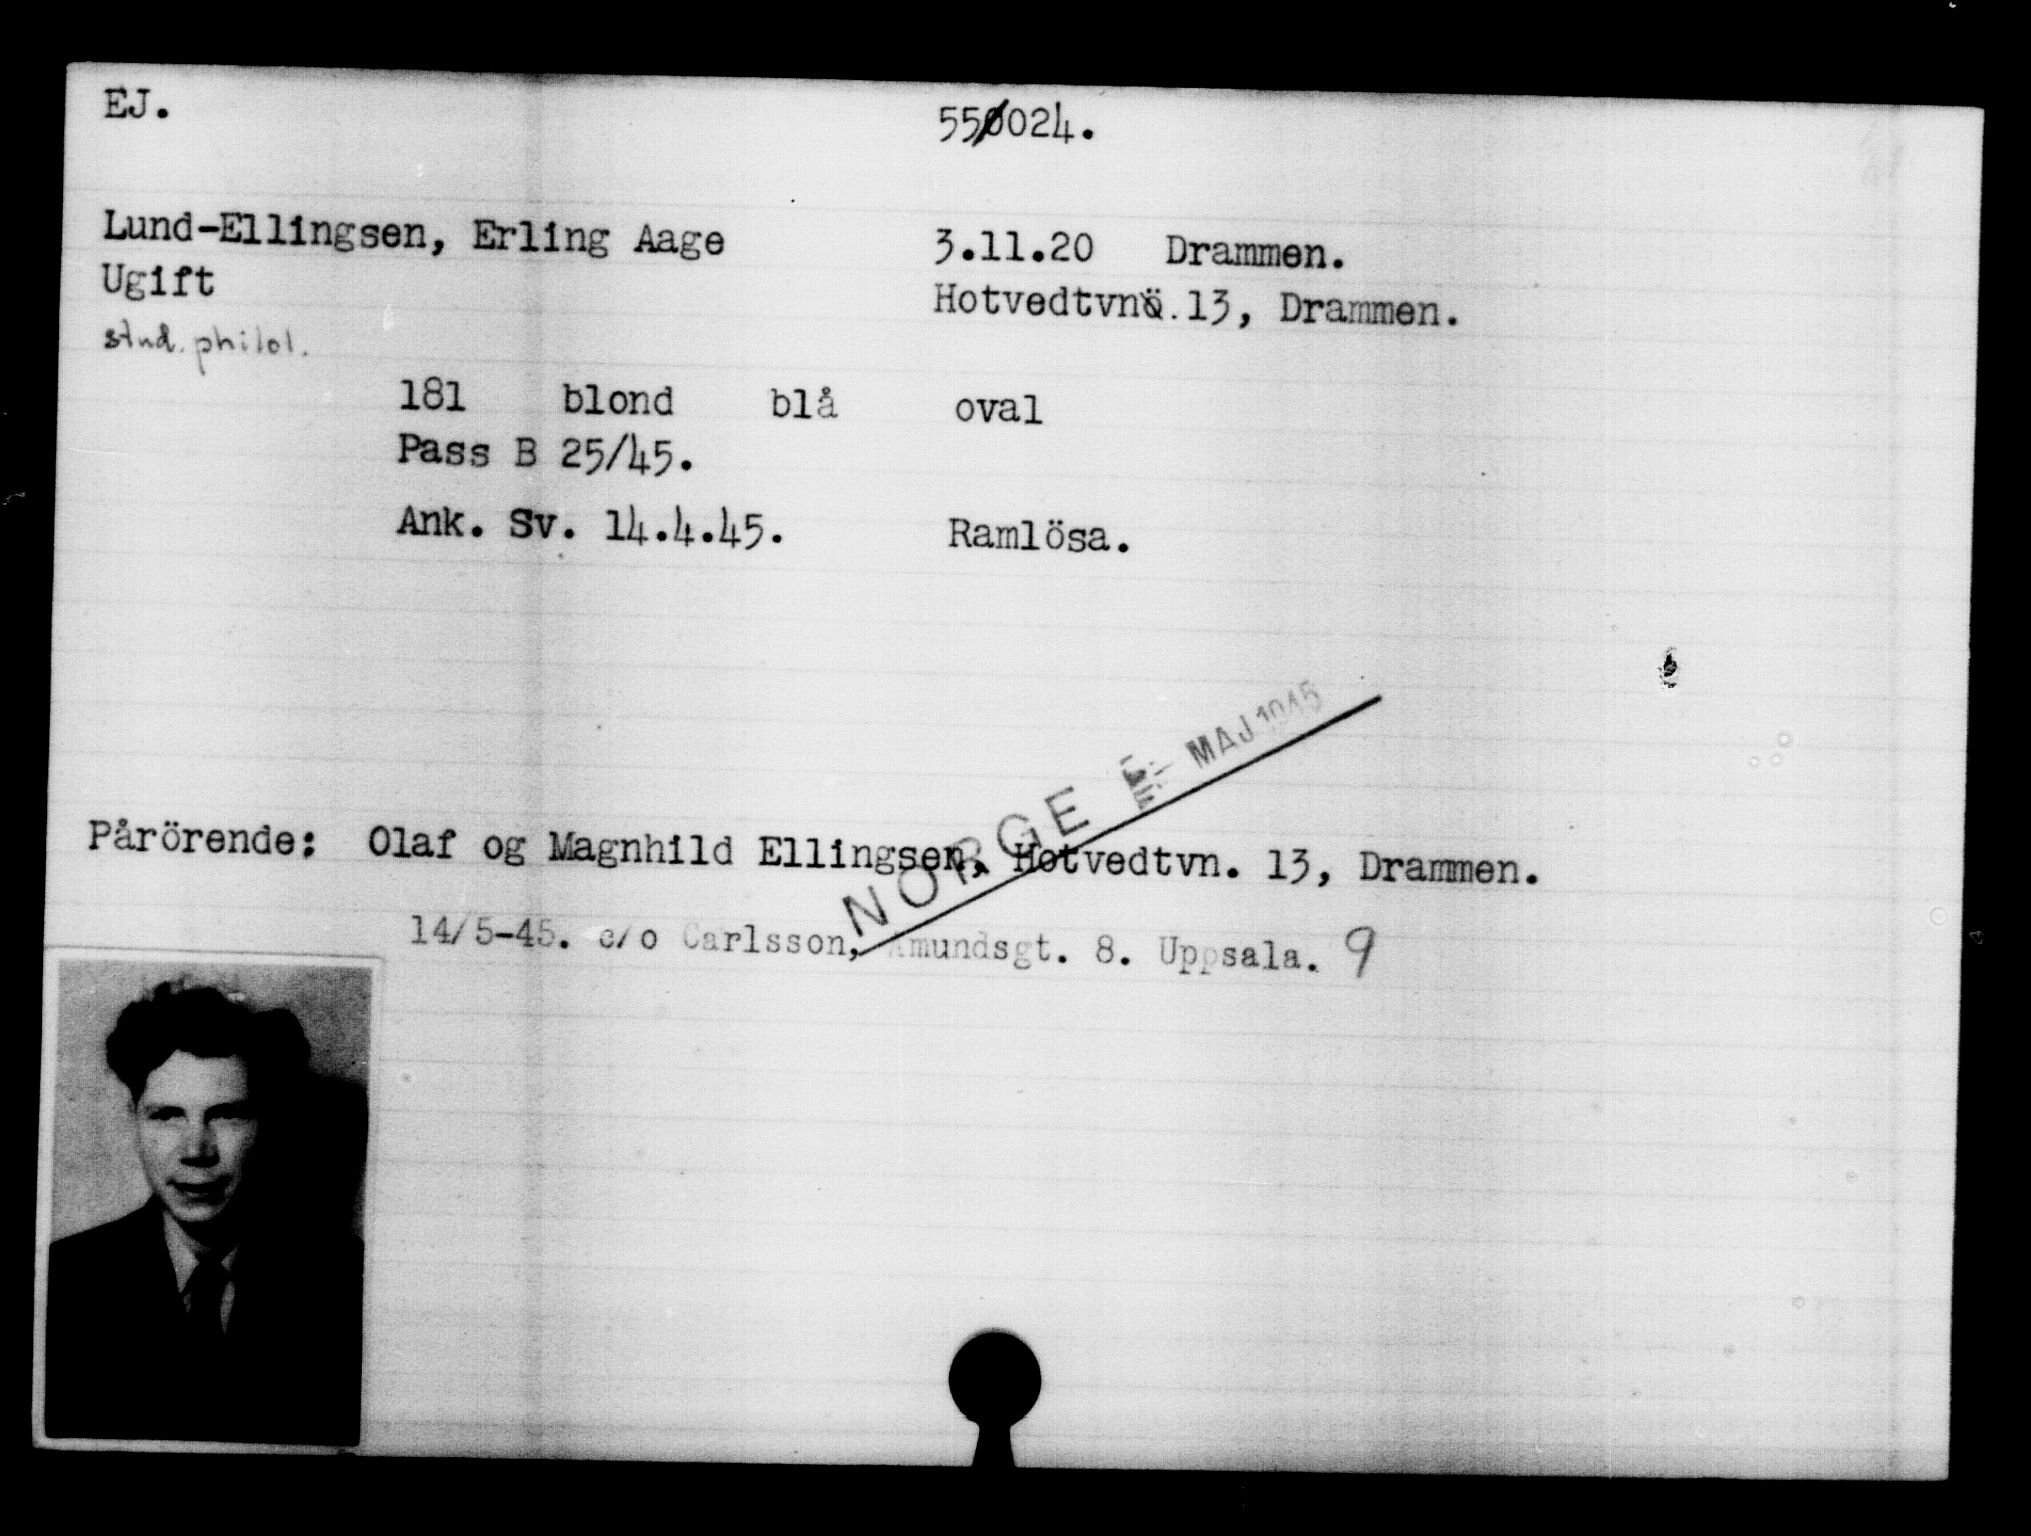 EJ.
550024.
Lund-Ellingsen, Erling Aage
3.11.20 Drammen.
Ugift
Hotvedtvn. 13, Drammen.
stud. philol.
181 blond blå oval
Pass B 25/45.
Ank. Sv. 14.4.45. Ramlösa.
NORGE MAJ 1945
Pårörende: Olaf og Magnhild Ellingsen, Hotvedtvn. 13, Drammen.
14/5-45. c/o Carlsson, Amundsgt. 8. Uppsala. 9